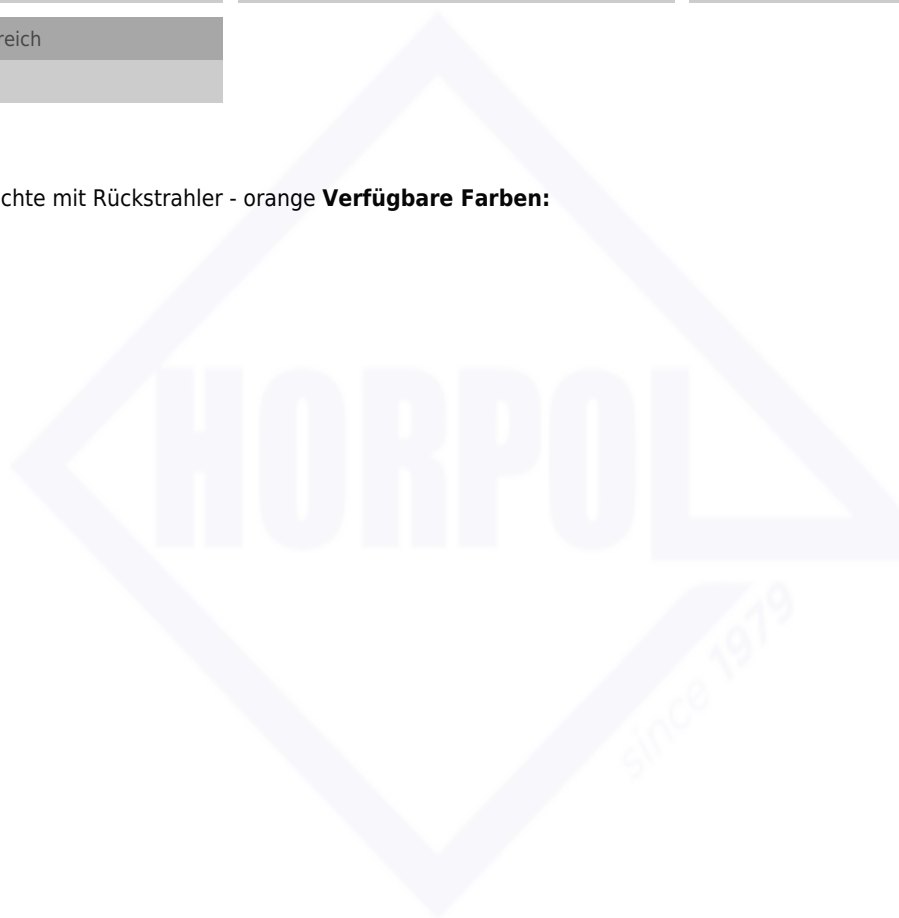 reich
chte mit Rückstrahler - orange Verfügbare Farben:
HORPOL
since 1979